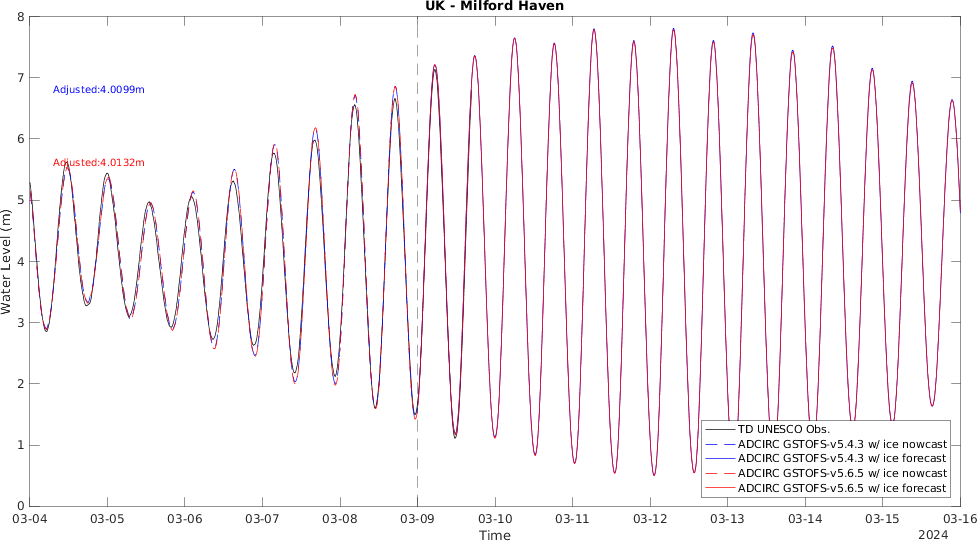 UK - Milford Haven
Water Level (m)
8
7
6
5
4
3
2
1
0
Adjusted:4.0099m
Adjusted:4.0132m
TD UNESCO Obs.
ADCIRC GSTOFS-v5.4.3 w/ ice nowcast
ADCIRC GSTOFS-v5.4.3 w/ ice forecast
ADCIRC GSTOFS-v5.6.5 w/ ice nowcast
ADCIRC GSTOFS-v5.6.5 w/ ice forecast
03-04 03-05 03-06 03-07 03-08 03-09 03-10 03-11 03-12 03-13 03-14 03-15 03-16
Time
2024